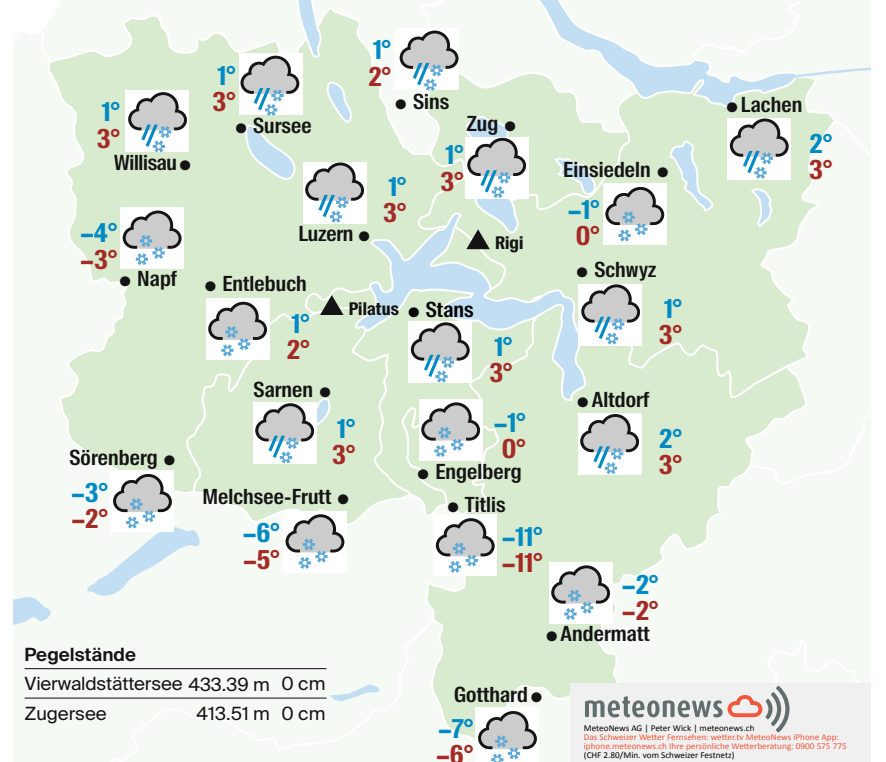 1°
2°
Sins
1°
3°
Sursee
1°
3°
Willisau
Zug
1°
3°
Lachen
2°
3°
Einsiedeln
−1°
0°
1°
3°
Luzern
Rigi
−4°
−3°
Napf
Entlebuch
1°
2°
Pilatus
Stans
1°
3°
Schwyz
1°
3°
Sarnen
1°
3°
−1°
0°
Engelberg
Altdorf
2°
3°
Sörenberg
−3°
−2°
Melchsee-Frutt
−6°
−5°
Titlis
−11°
−11°
−2°
−2°
Andermatt
Gotthard
−7°
−6°
Pegelstände
Vierwaldstättersee 433.39 m 0 cm
Zugersee 413.51 m 0 cm
meteonews
MeteoNews AG | Peter Wick | meteonews.ch
Das Schweizer Wetter Fernsehen: wetter.tv MeteoNews iPhone App:
iphone.meteonews.ch Ihre persönliche Wetterberatung: 0900 575 775
(CHF 2.80/Min. vom Schweizer Festnetz)